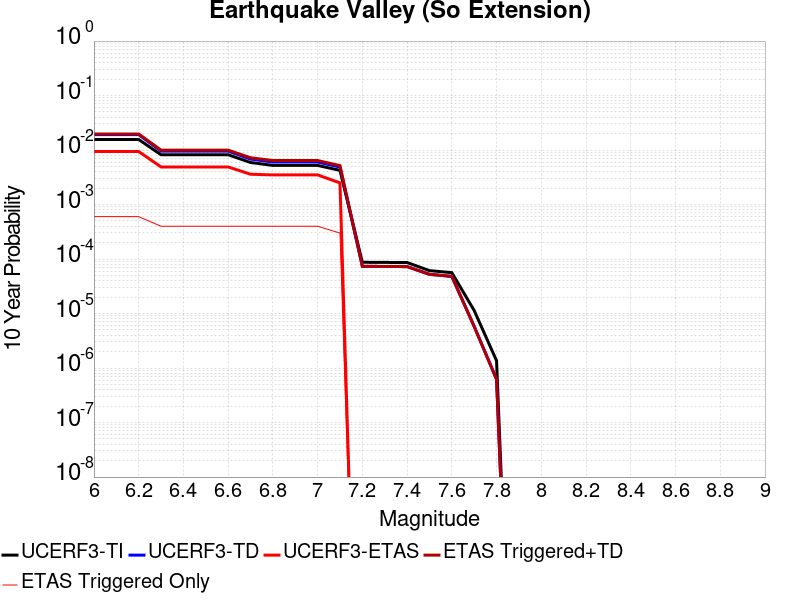 Earthquake Valley (So Extension)
10^0
10^-1
10^-2
10^-3
10^-4
10^-5
10^-6
10^-7
10^-8
10 Year Probability
6 6.2 6.4 6.6 6.8 7 7.2 7.4 7.6 7.8 8 8.2 8.4 8.6 8.8 9
Magnitude
UCERF3-TI UCERF3-TD UCERF3-ETAS ETAS Triggered+TD
ETAS Triggered Only